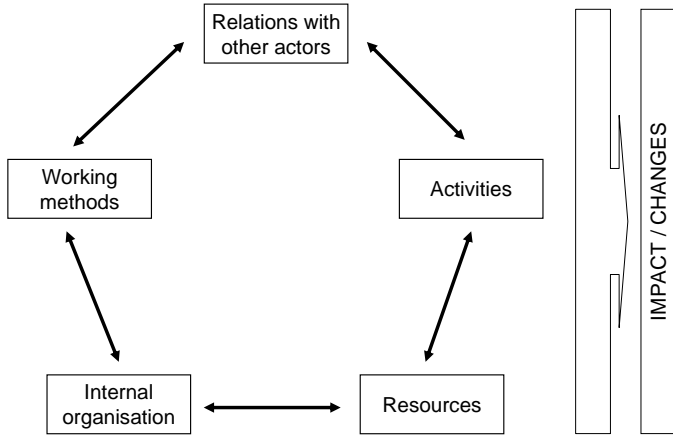 Relations with
other actors
Working
methods
Activities
Internal
organisation
Resources
IMPACT / CHANGES